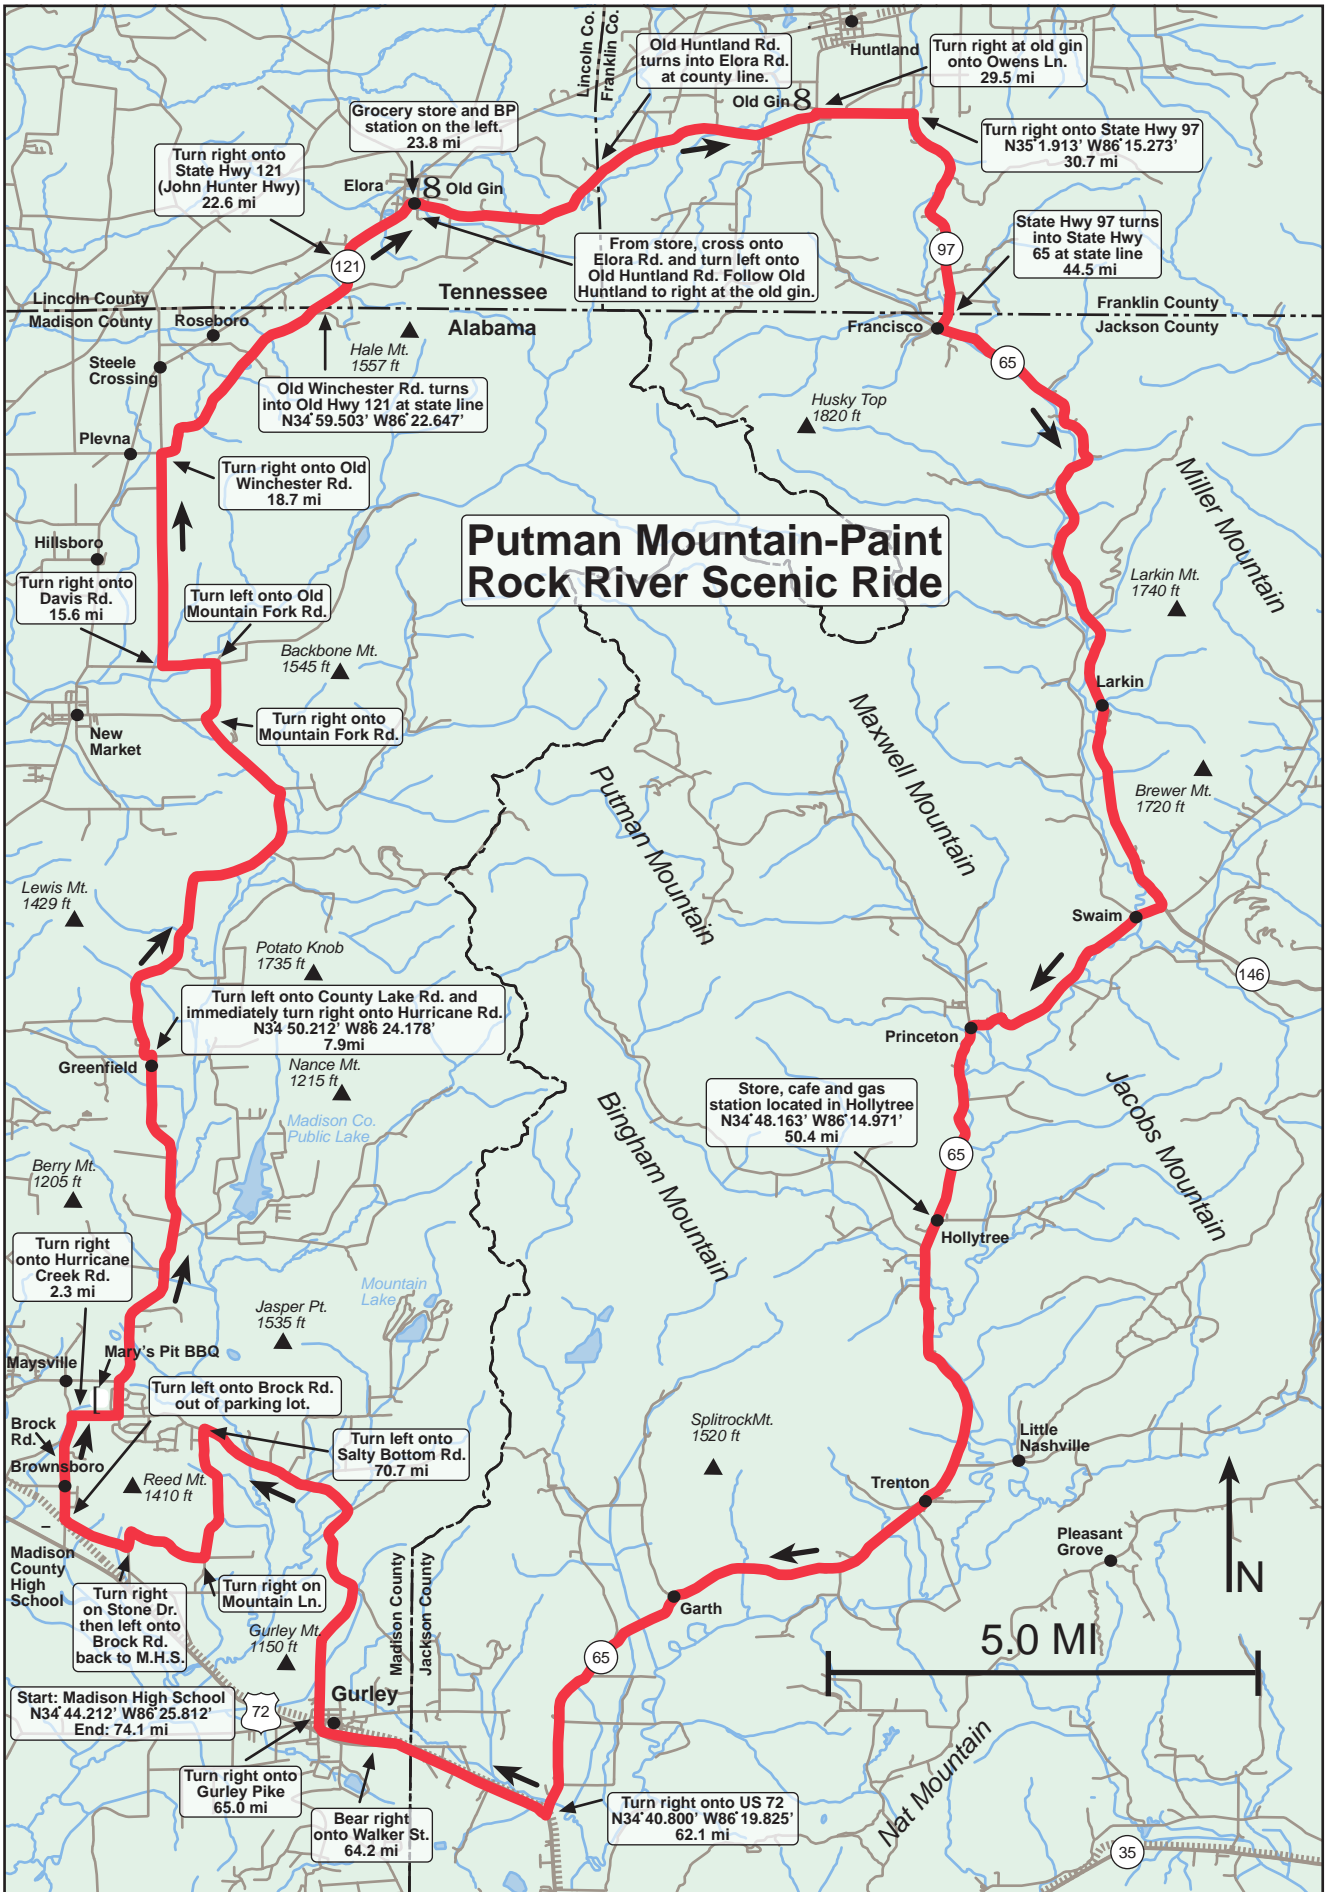 Lincoln Co.
Franklin Co.
Huntland
Old Huntland Rd.
turns into Elora Rd.
at county line.
Turn right at old gin
onto Owens Ln.
29.5 mi
Old Gin 8
Grocery store and BP
station on the left.
23.8 mi
Turn right onto State Hwy 97
N35°1.913' W86°15.273'
30.7 mi
Turn right onto
State Hwy 121
(John Hunter Hwy)
22.6 mi
Elora
8 Old Gin
State Hwy 97 turns
into State Hwy
65 at state line
44.5 mi
From store, cross onto
Elora Rd. and turn left onto
Old Huntland Rd. Follow Old
Huntland to right at the old gin.
97
121
Lincoln County
Madison County
Tennessee
Alabama
Franklin County
Jackson County
Roseboro
Francisco
Hale Mt.
1557 ft
Steele
Crossing
65
Old Winchester Rd. turns
into Old Hwy 121 at state line
N34°59.503' W86°22.647'
Husky Top
1820 ft
Plevna
Turn right onto Old
Winchester Rd.
18.7 mi
Miller Mountain
Putman Mountain-Paint
Rock River Scenic Ride
Hillsboro
Turn right onto
Davis Rd.
15.6 mi
Turn left onto Old
Mountain Fork Rd.
Larkin Mt.
1740 ft
Backbone Mt.
1545 ft
Larkin
New
Market
Turn right onto
Mountain Fork Rd.
Maxwell Mountain
Putman Mountain
Brewer Mt.
1720 ft
Lewis Mt.
1429 ft
Swaim
Potato Knob
1735 ft
146
Turn left onto County Lake Rd. and
immediately turn right onto Hurricane Rd.
N34 50.212' W86 24.178'
7.9mi
Princeton
Greenfield
Nance Mt.
1215 ft
Madison Co.
Public Lake
Store, cafe and gas
station located in Hollytree
N34°48.163' W86°14.971'
50.4 mi
Jacobs Mountain
Bingham Mountain
65
Berry Mt.
1205 ft
Hollytree
Turn right
onto Hurricane
Creek Rd.
2.3 mi
Mountain
Lake
Jasper Pt.
1535 ft
Mary's Pit BBQ
Maysville
Turn left onto Brock Rd.
out of parking lot.
Brock
Rd.
Turn left onto
Salty Bottom Rd.
70.7 mi
SplitrockMt.
1520 ft
Little
Nashville
Brownsboro
Reed Mt.
1410 ft
Trenton
Pleasant
Grove
Madison
County
High
School
Turn right
on Stone Dr.
then left onto
Brock Rd.
back to M.H.S.
Turn right on
Mountain Ln.
Madison County
Jackson County
N
Garth
Gurley Mt.
1150 ft
5.0 MI
65
Start: Madison High School
N34°44.212' W86°25.812'
End: 74.1 mi
72
Gurley
Turn right onto
Gurley Pike
65.0 mi
Nat Mountain
Bear right
onto Walker St.
64.2 mi
Turn right onto US 72
N34°40.800' W86°19.825'
62.1 mi
35